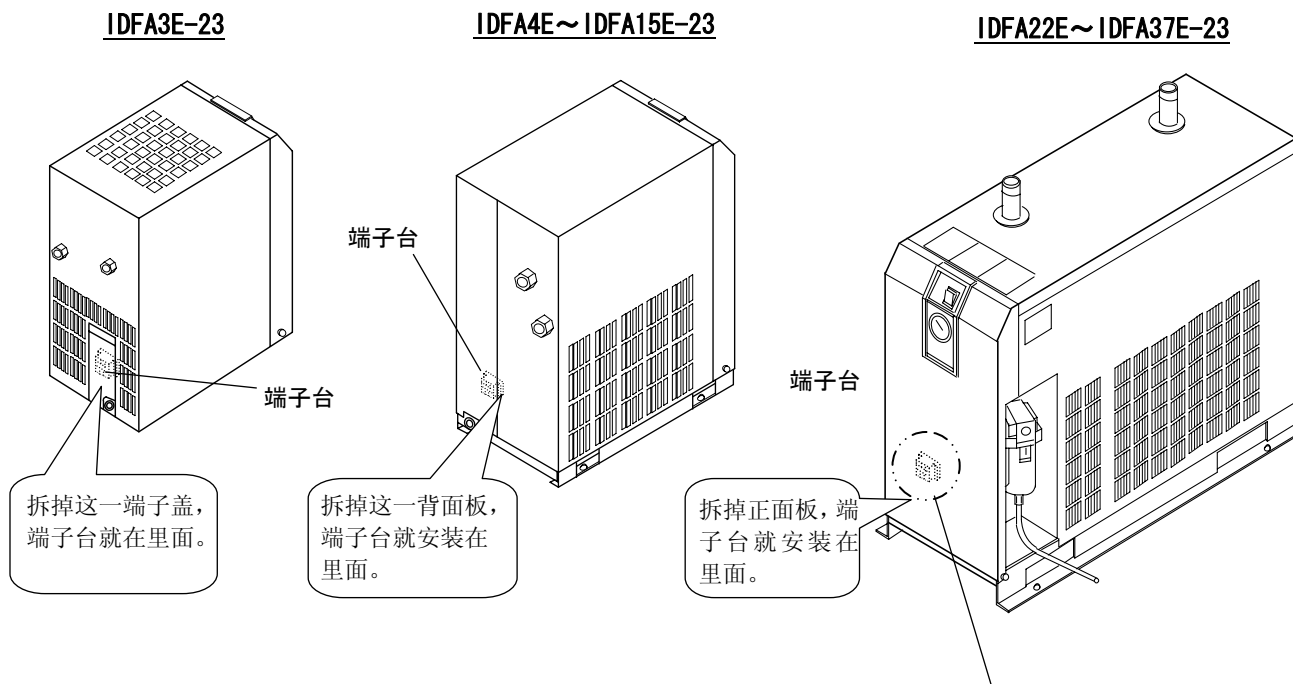 IDFA3E-23
IDFA4E～IDFA15E-23
IDFA22E～IDFA37E-23
端子台
端子台
端子台
拆掉这一端子盖，
端子台就在里面。
拆掉这一背面板，
端子台就安装在
里面。
拆掉正面板，端
子台就安装在
里面。